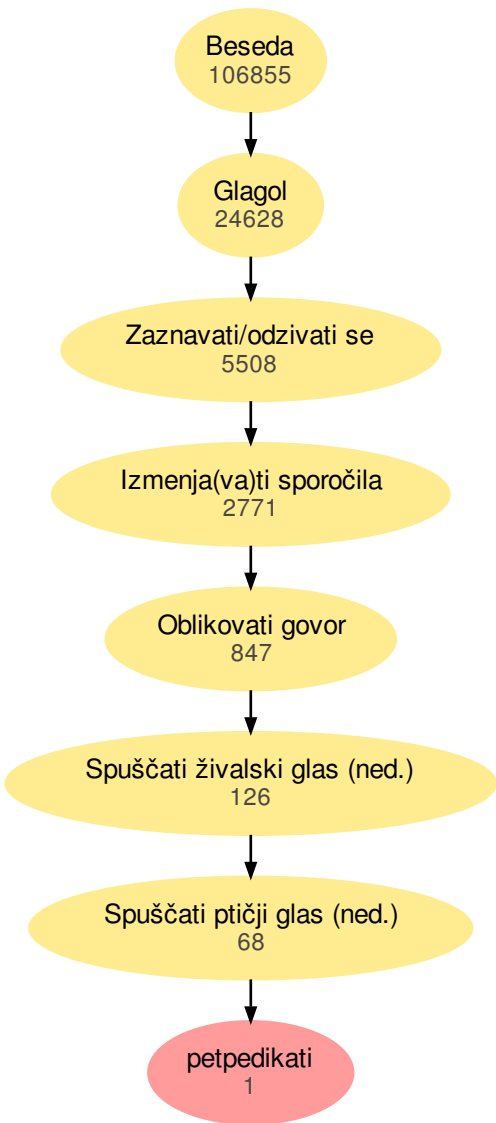 Beseda
106855
Glagol
24628
Zaznavati/odzivati se
5508
Izmenja(va)ti sporočila
2771
Oblikovati govor
847
Spuščati živalski glas (ned.)
126
Spuščati ptičji glas (ned.)
68
petpedikati
1